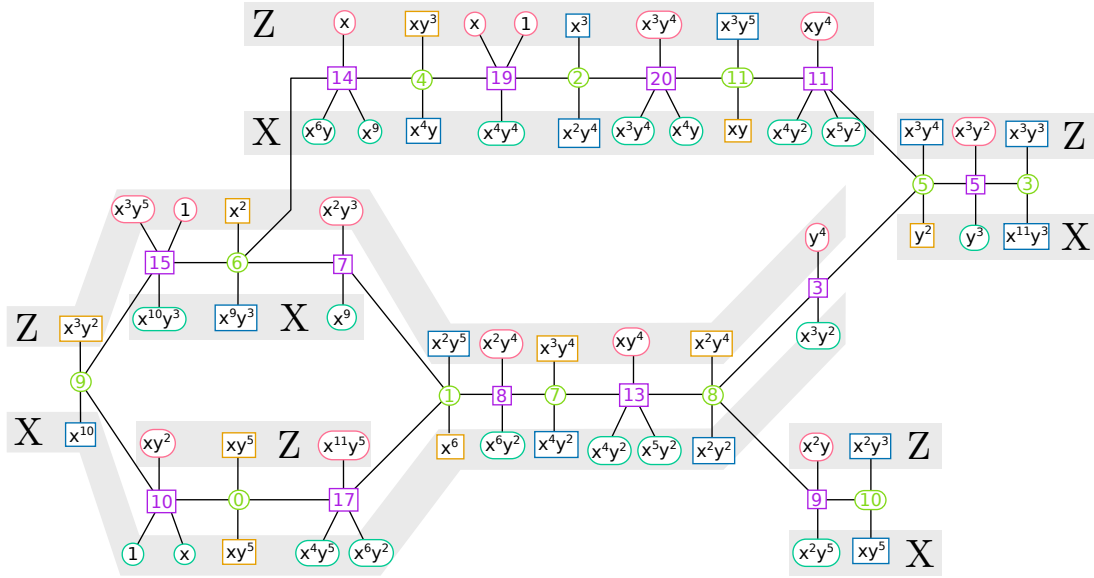 Z x xy³ x 1 x³ x³y⁴ x³y⁵ xy⁴
14 4 19 2 20 11 11
X x⁶y x⁹ x⁴y x⁴y⁴ x²y⁴ x³y⁴ x⁴y xy x⁴y² x⁵y²
x³y⁴ x³y² x³y³ Z
5 5 3
y² y³ x¹¹y³ X
x³y⁵ 1 x² x²y³
15 6 7
x¹⁰y³ x⁹y³ X x⁹
y⁴
3
x³y²
Z x³y²
9
X x¹⁰
x²y⁵ x²y⁴ x³y⁴ xy⁴ x²y⁴
1 8 7 13 8
x⁶ x⁶y² x⁴y² x⁴y² x⁵y² x²y²
xy² xy⁵ Z x¹¹y⁵
10 0 17
1 x xy⁵ x⁴y⁵ x⁶y²
x²y x²y³ Z
9 10
x²y⁵ xy⁵ X